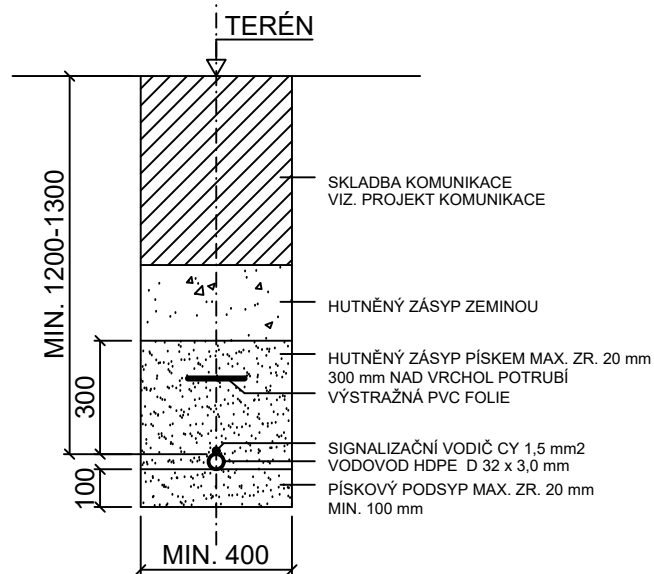 TERÉN
SKLADBA KOMUNIKACE
VIZ. PROJEKT KOMUNIKACE
MIN. 1200-1300
HUTNĚNÝ ZÁSYP ZEMINOU
HUTNĚNÝ ZÁSYP PÍSKEM MAX. ZR. 20 mm
300 mm NAD VRCHOL POTRUBÍ
VÝSTRAŽNÁ PVC FOLIE
300
SIGNALIZAČNÍ VODIČ CY 1,5 mm2
VODOVOD HDPE D 32 x 3,0 mm
PÍSKOVÝ PODSYP MAX. ZR. 20 mm
MIN. 100 mm
100
MIN. 400